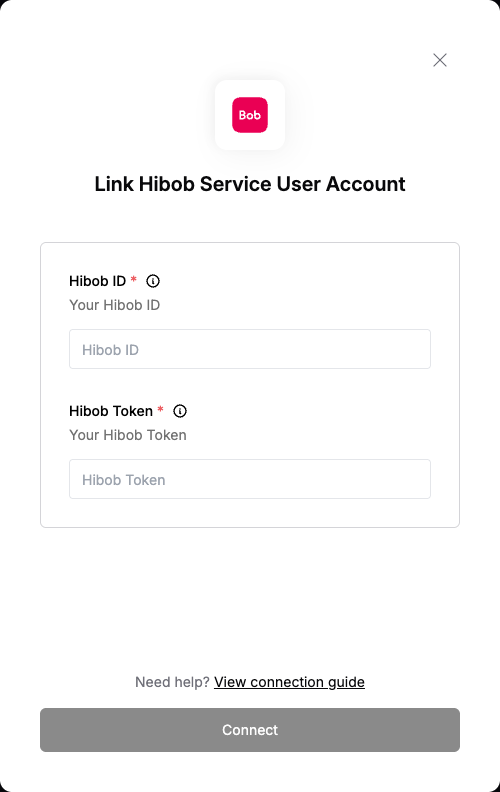 Bob
Link Hibob Service User Account
Hibob ID *
Your Hibob ID
Hibob ID
Hibob Token *
Your Hibob Token
Hibob Token
Need help? View connection guide
Connect